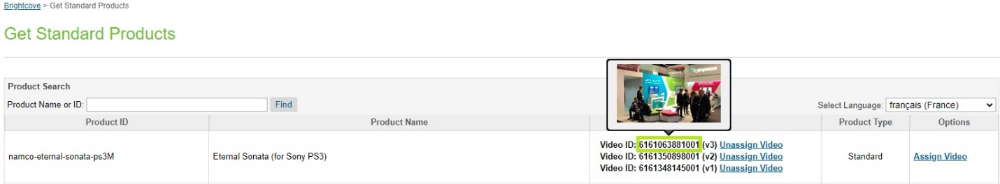 Brightcove > Get Standard Products
Get Standard Products
Product Search
Product Name or ID: Find Select Language: français (France)
Product ID Product Name Product Type Options
namco-eternal-sonata-ps3M Eternal Sonata (for Sony PS3) Video ID: 6161063881001 (v3) Unassign Video Standard Assign Video
Video ID: 6161350898001 (v2) Unassign Video
Video ID: 6161348145001 (v1) Unassign Video